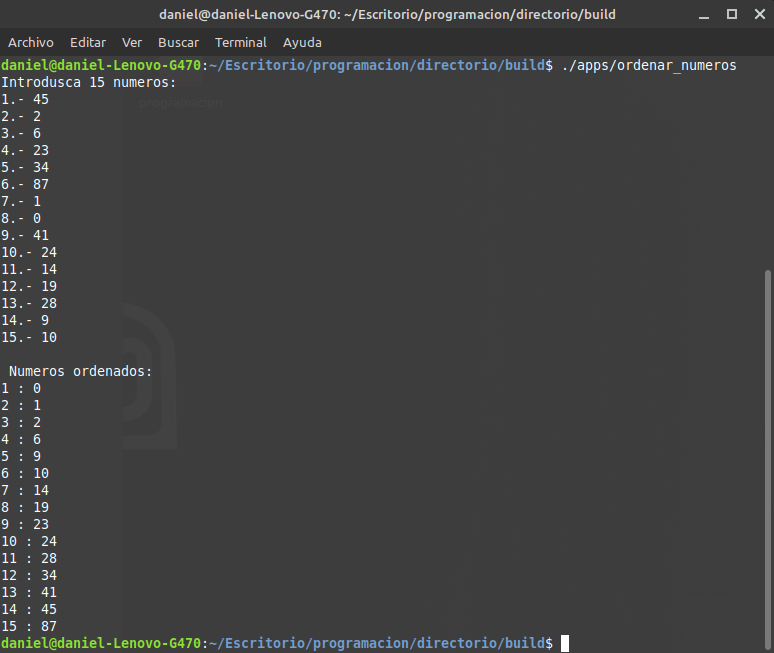 daniel@daniel-Lenovo-G470: ~/Escritorio/programacion/directorio/build
Archivo Editar Ver Buscar Terminal Ayuda
daniel@daniel-Lenovo-G470:~/Escritorio/programacion/directorio/build$ ./apps/ordenar_numeros
Introdusca 15 numeros:
1.- 45
2.- 2
3.- 6
4.- 23
5.- 34
6.- 87
7.- 1
8.- 0
9.- 41
10.- 24
11.- 14
12.- 19
13.- 28
14.- 9
15.- 10
Numeros ordenados:
1 : 0
2 : 1
3 : 2
4 : 6
5 : 9
6 : 10
7 : 14
8 : 19
9 : 23
10 : 24
11 : 28
12 : 34
13 : 41
14 : 45
15 : 87
daniel@daniel-Lenovo-G470:~/Escritorio/programacion/directorio/build$